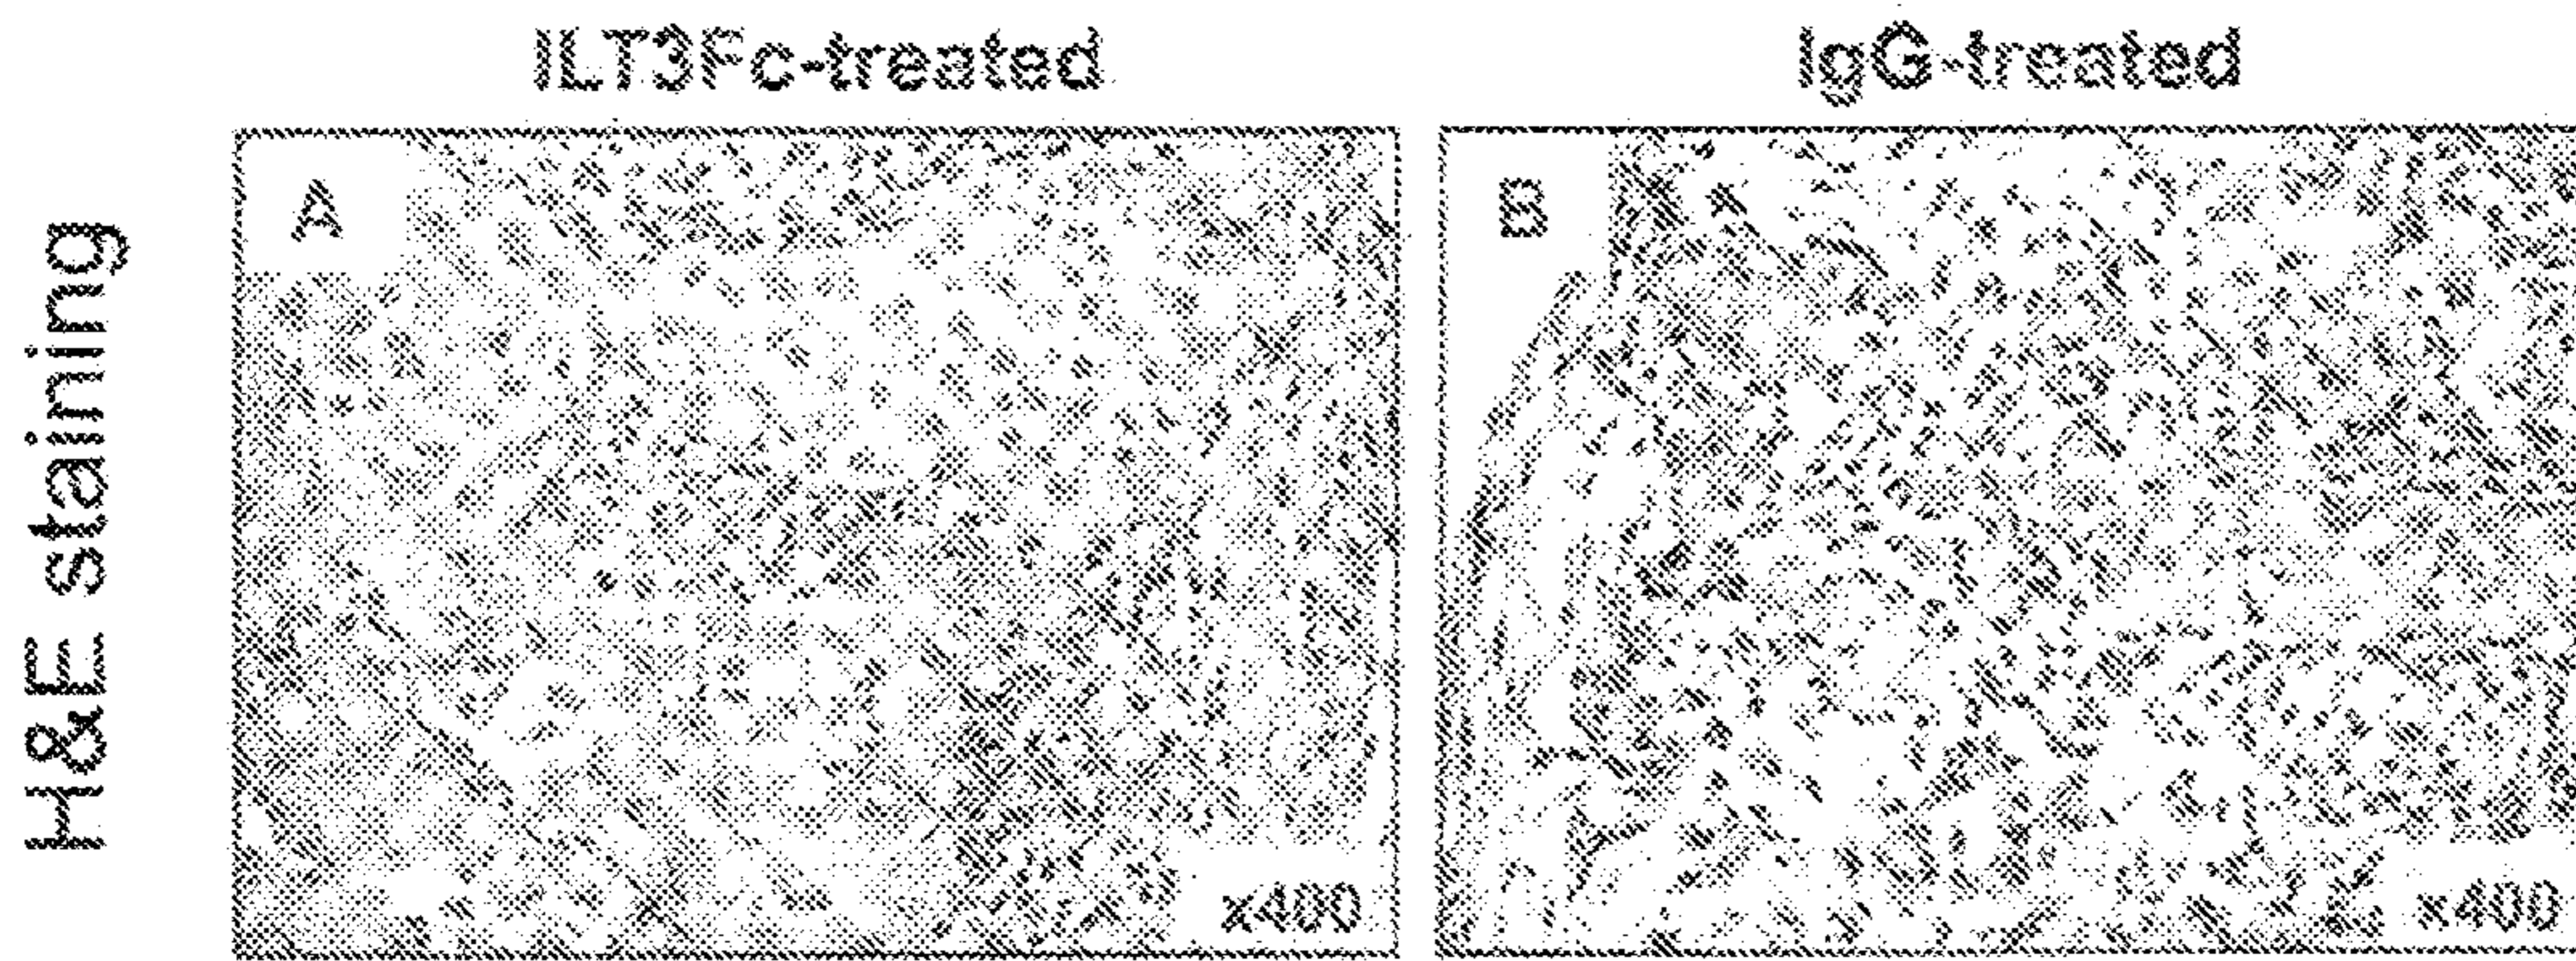 ILT3Fc-treated
IgG-treated
H&E staining
A
B
x400
x400